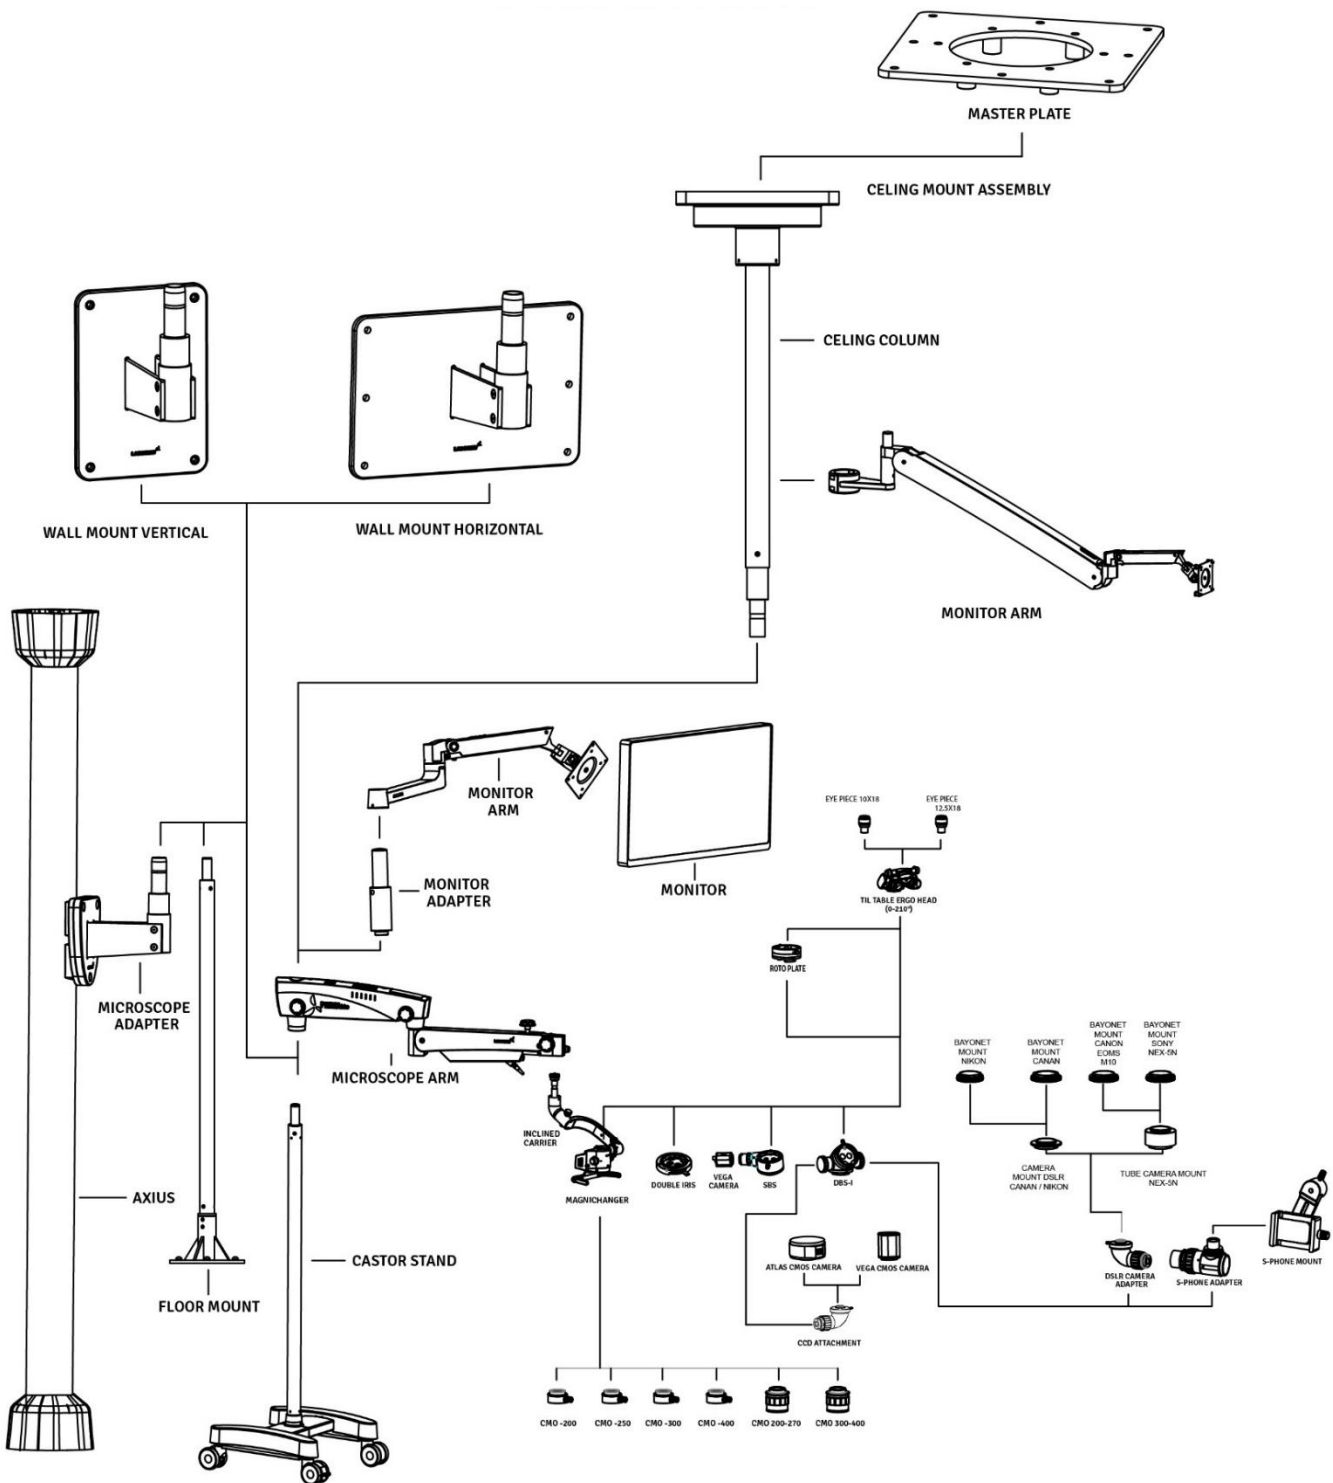 MASTER PLATE
CELING MOUNT ASSEMBLY
CELING COLUMN
WALL MOUNT VERTICAL
WALL MOUNT HORIZONTAL
MONITOR ARM
MONITOR
ARM
MONITOR
ADAPTER
MONITOR
EYE PIECE 10X18
EYE PIECE
12.5X18
TIL TABLE ERGO HEAD
(0-210°)
ROTO PLATE
MICROSCOPE
ADAPTER
MICROSCOPE ARM
INCLINED
CARRIER
MAGNICHANGER
DOUBLE IRIS
VEGA
CAMERA
SBS
DBS-I
BAYONET
MOUNT
NIKON
BAYONET
MOUNT
CANAN
BAYONET
MOUNT
CANON
EOMS
M10
BAYONET
MOUNT
SONY
NEX-5N
CAMERA
MOUNT DSLR
CANAN / NIKON
TUBE CAMERA MOUNT
NEX-5N
AXIUS
CASTOR STAND
FLOOR MOUNT
ATLAS CMOS CAMERA
VEGA CMOS CAMERA
CCD ATTACHMENT
DSLR CAMERA
ADAPTER
S-PHONE ADAPTER
S-PHONE MOUNT
CMO -200
CMO -250
CMO -300
CMO -400
CMO 200-270
CMO 300-400